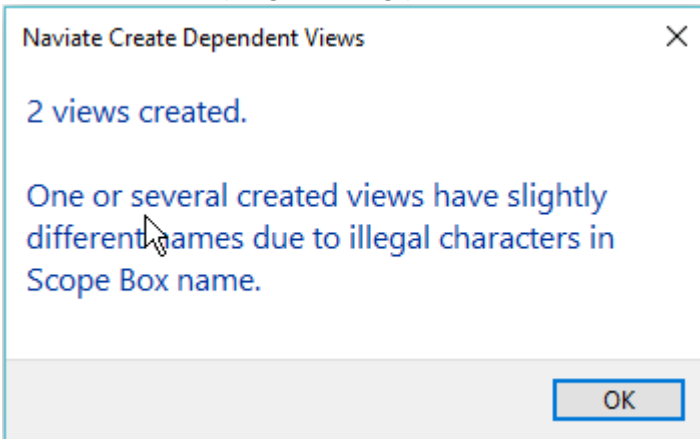 Naviate Create Dependent Views
2 views created.
One or several created views have slightly
different names due to illegal characters in
Scope Box name.
OK